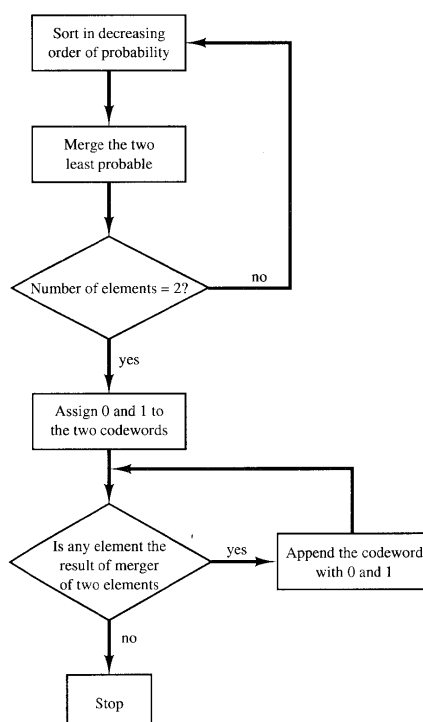 Sort in decreasing
order of probability
Merge the two
least probable
Number of elements = 2?
no
yes
Assign 0 and 1 to
the two codewords
Is any element the
result of merger
of two elements
yes
Append the codeword
with 0 and 1
no
Stop